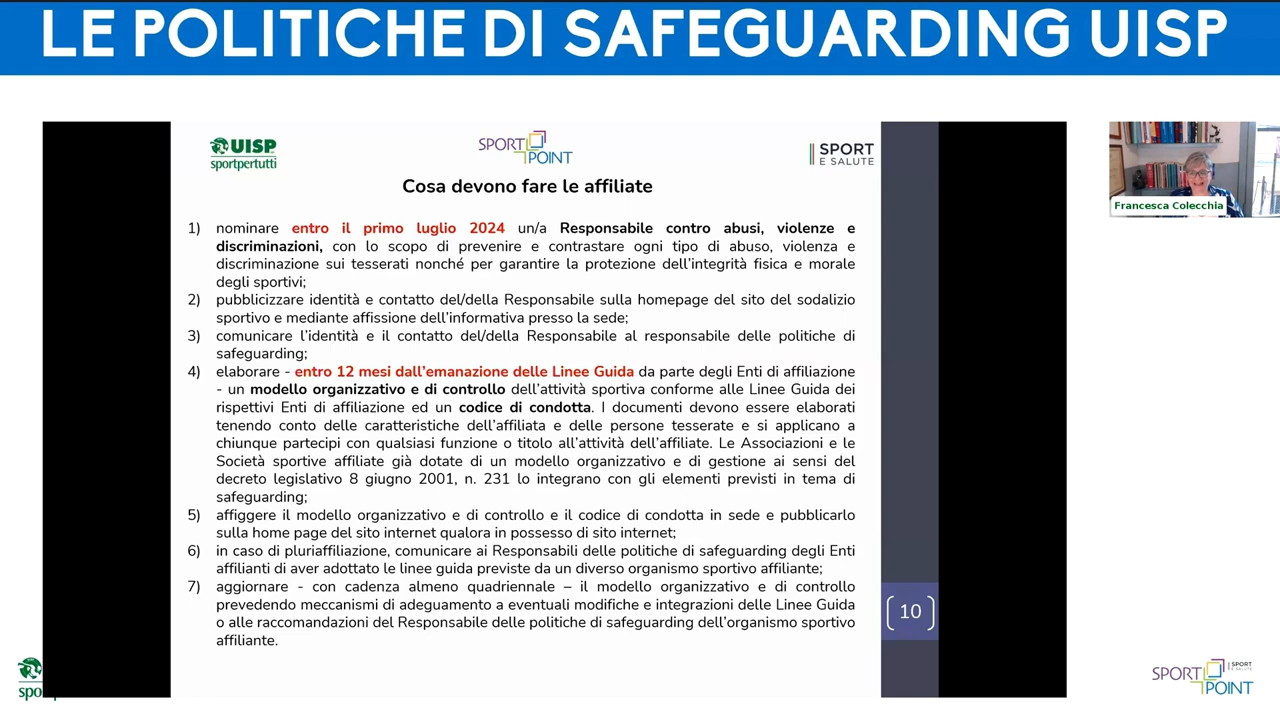 LE POLITICHE DI SAFEGUARDING UISP
UISP
sportpertutti
SPORT
POINT
SPORT
E SALUTE
Cosa devono fare le affiliate
1) nominare entro il primo luglio 2024 un/a Responsabile contro abusi, violenze e
discriminazioni, con lo scopo di prevenire e contrastare ogni tipo di abuso, violenza e
discriminazione sui tesserati nonché per garantire la protezione dell'integrità fisica e morale
degli sportivi;
2) pubblicizzare identità e contatto del/della Responsabile sulla homepage del sito del sodalizio
sportivo e mediante affissione dell'informativa presso la sede;
3) comunicare l'identità e il contatto del/della Responsabile al responsabile delle politiche di
safeguarding;
4) elaborare - entro 12 mesi dall'emanazione delle Linee Guida da parte degli Enti di affiliazione
- un modello organizzativo e di controllo dell'attività sportiva conforme alle Linee Guida dei
rispettivi Enti di affiliazione ed un codice di condotta. I documenti devono essere elaborati
tenendo conto delle caratteristiche dell'affiliata e delle persone tesserate e si applicano a
chiunque partecipi con qualsiasi funzione o titolo all'attività dell'affiliate. Le Associazioni e le
Società sportive affiliate già dotate di un modello organizzativo e di gestione ai sensi del
decreto legislativo 8 giugno 2001, n. 231 lo integrano con gli elementi previsti in tema di
safeguarding;
5) affiggere il modello organizzativo e di controllo e il codice di condotta in sede e pubblicarlo
sulla home page del sito internet qualora in possesso di sito internet;
6) in caso di pluriaffiliazione, comunicare ai Responsabili delle politiche di safeguarding degli Enti
affilianti di aver adottato le linee guida previste da un diverso organismo sportivo affiliante;
7) aggiornare - con cadenza almeno quadriennale – il modello organizzativo e di controllo
prevedendo meccanismi di adeguamento a eventuali modifiche e integrazioni delle Linee Guida
o alle raccomandazioni del Responsabile delle politiche di safeguarding dell'organismo sportivo
affiliante.
10
Francesca Colecchia
spo
SPORT
POINT
SPORT
E SALUTE